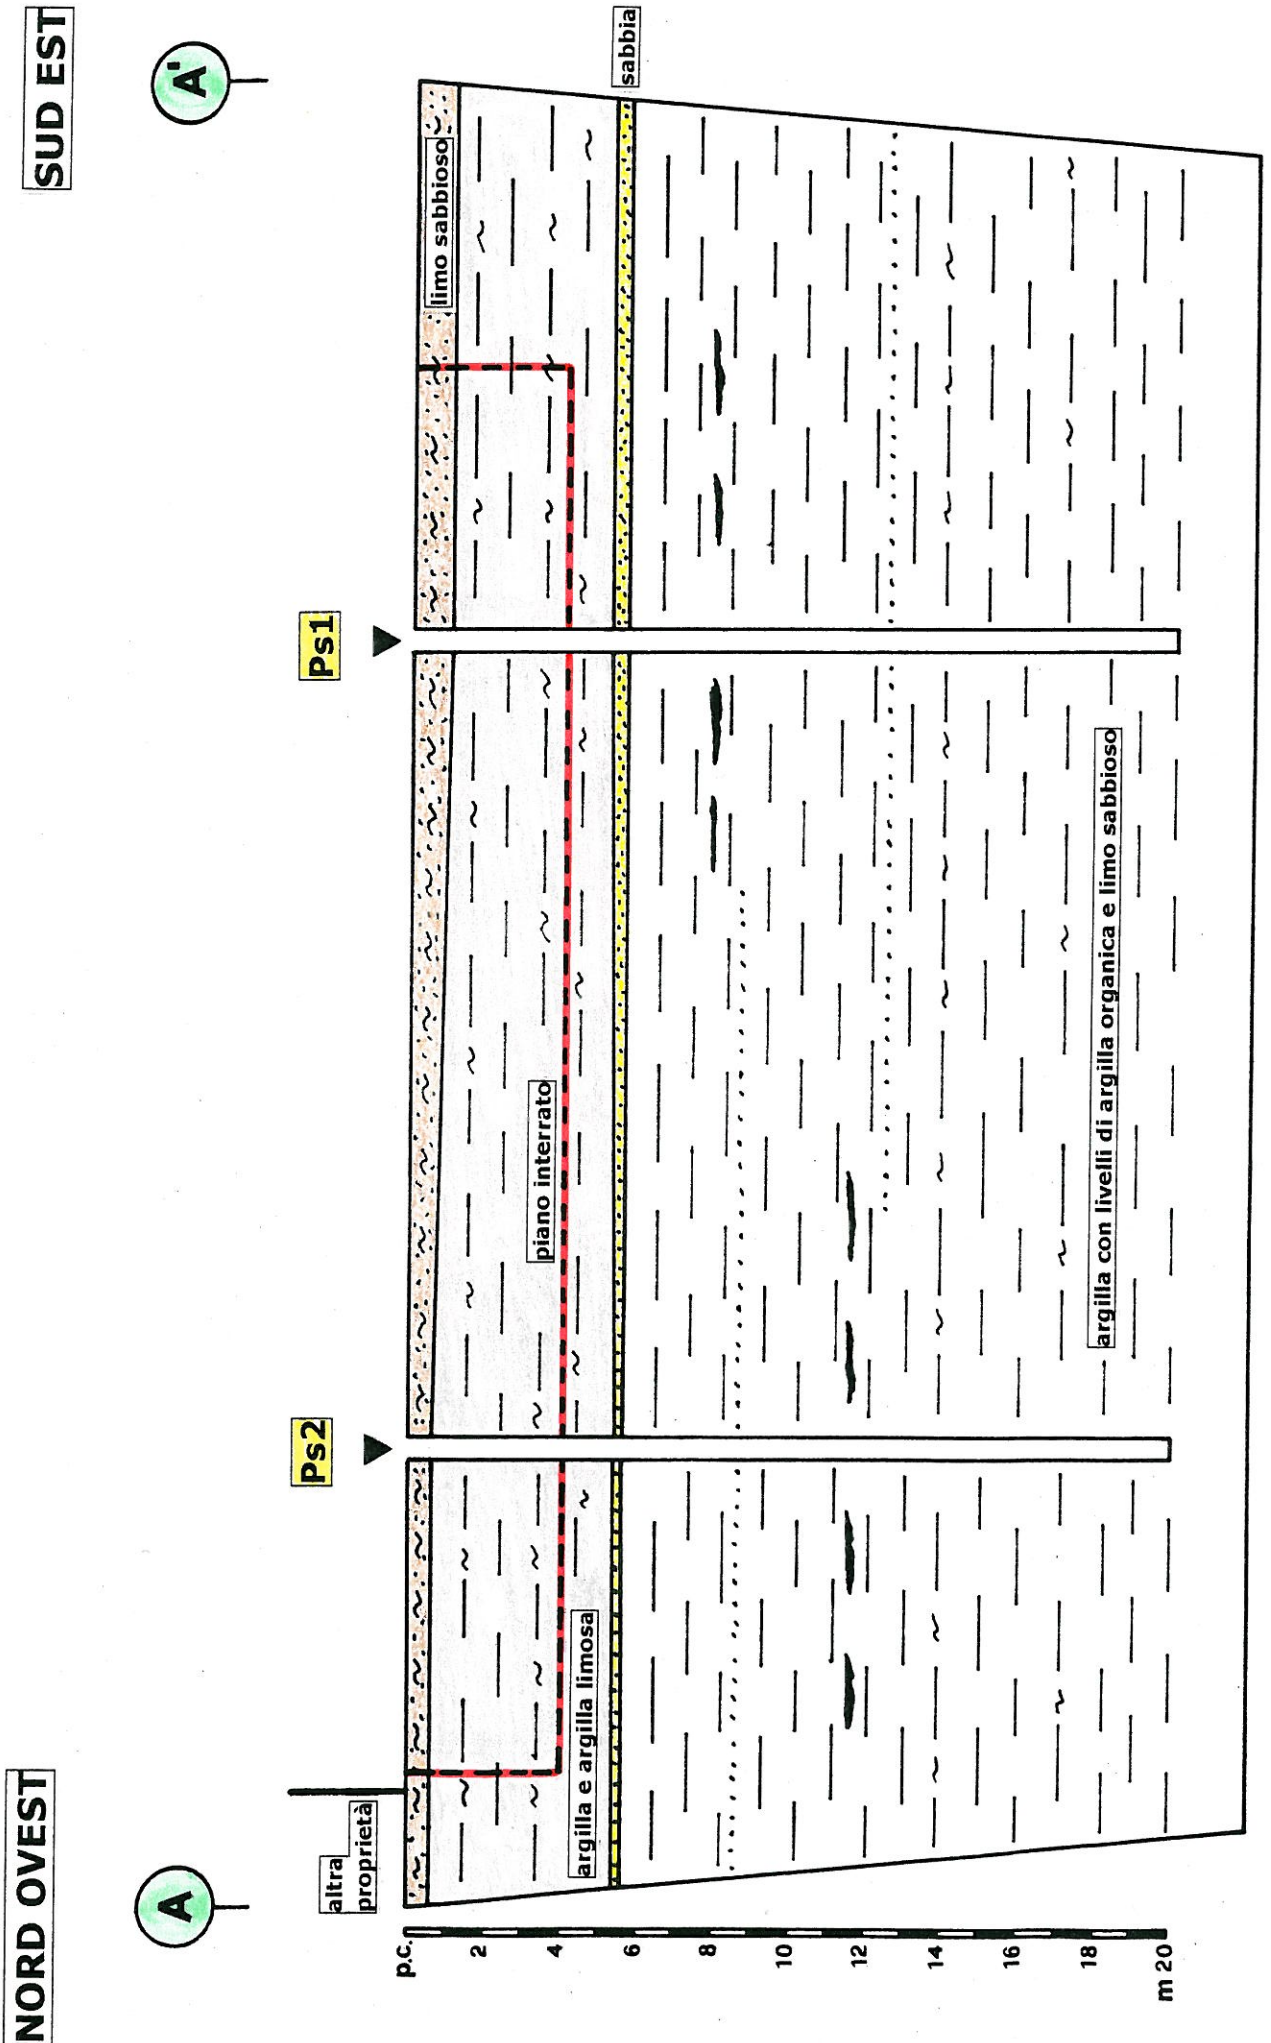 NORD OVEST
SUD EST
A
A'
altra
proprietà
Ps2
Ps1
limo sabbioso
sabbia
piano interrato
argilla e argilla limosa
argilla con livelli di argilla organica e limo sabbioso
p.c.
2
4
6
8
10
12
14
16
18
m 20